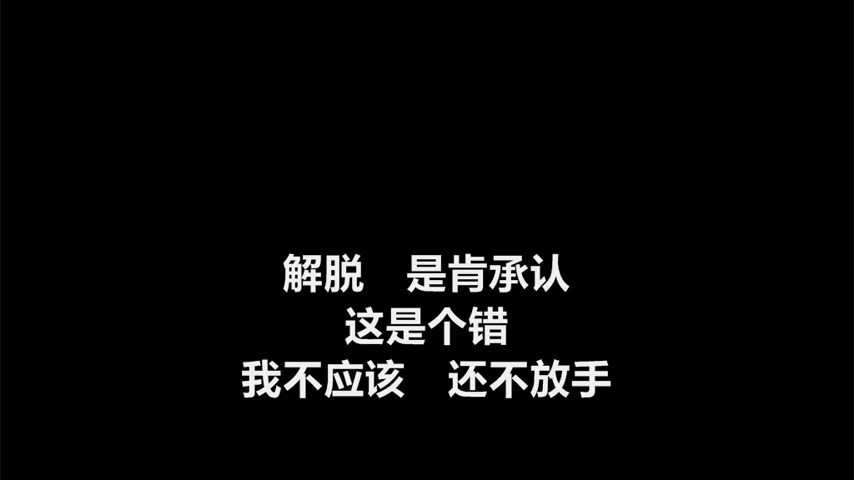 解脱　是肯承认
这是个错
我不应该　还不放手